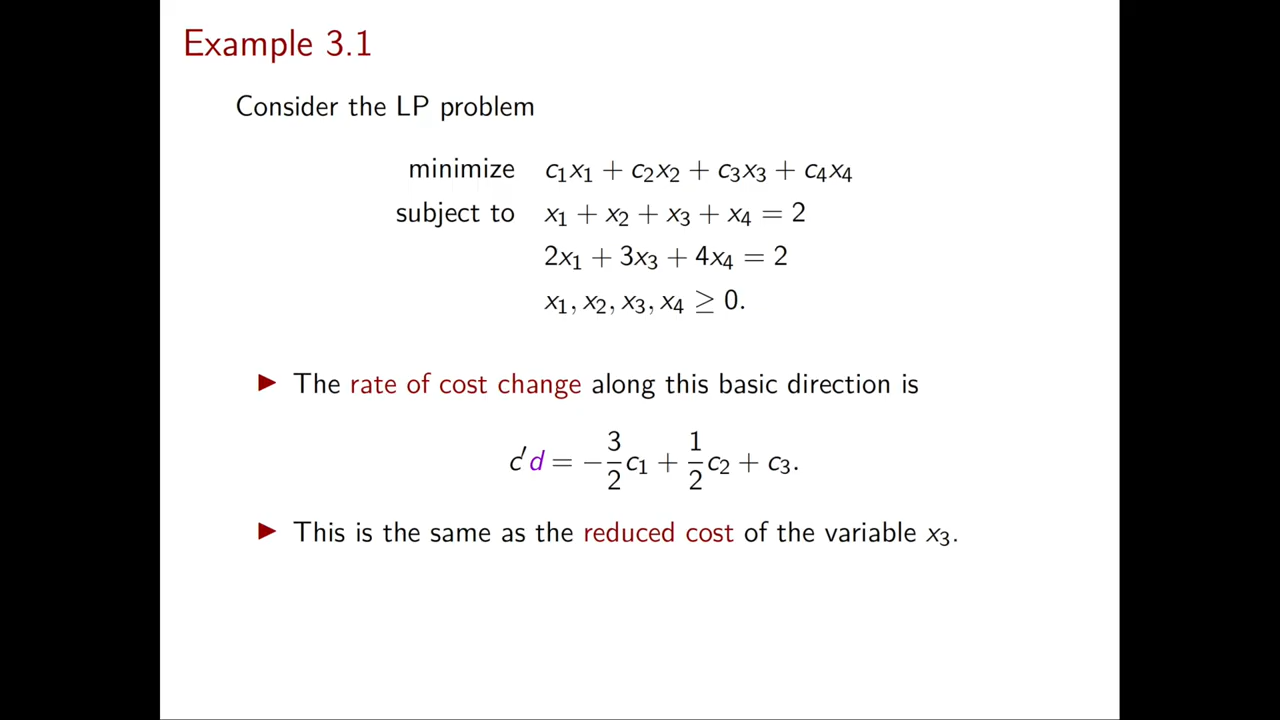 Example 3.1
Consider the LP problem
minimize c₁x₁ + c₂x₂ + c₃x₃ + c₄x₄
subject to x₁ + x₂ + x₃ + x₄ = 2
2x₁ + 3x₃ + 4x₄ = 2
x₁, x₂, x₃, x₄ ≥ 0.
▶ The rate of cost change along this basic direction is
c′d = −3/2 c₁ + 1/2 c₂ + c₃.
▶ This is the same as the reduced cost of the variable x₃.